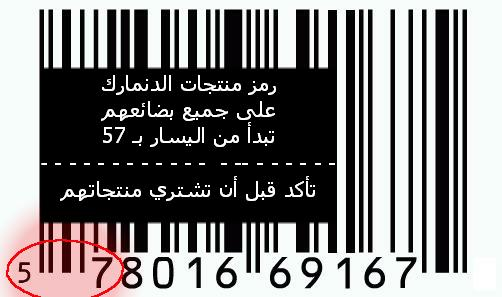 رمز منتجات الدنمارك
على جميع بضائعهم
تبدأ من اليسار بـ 57
تأكد قبل أن تشتري منتجاتهم
5 78016 69167